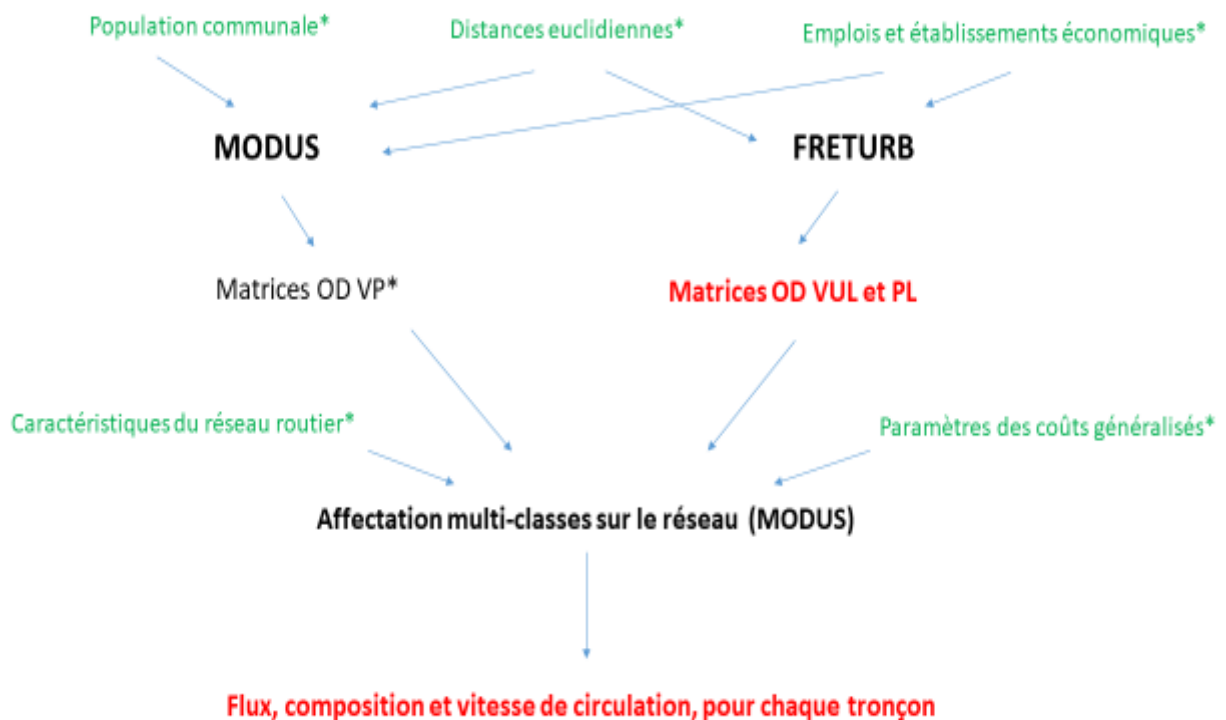 Population communale*
Distances euclidiennes*
Emplois et établissements économiques*
MODUS
FRETURB
Matrices OD VP*
Matrices OD VUL et PL
Caractéristiques du réseau routier*
Paramètres des coûts généralisés*
Affectation multi-classes sur le réseau (MODUS)
Flux, composition et vitesse de circulation, pour chaque tronçon